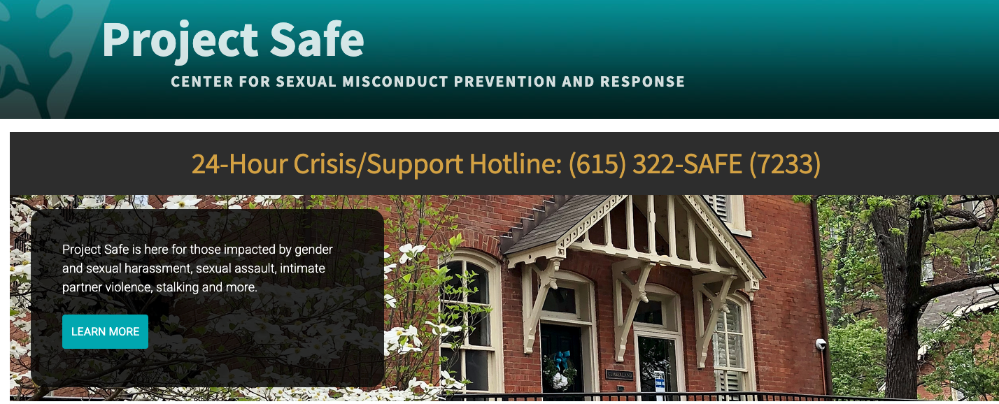 Project Safe
CENTER FOR SEXUAL MISCONDUCT PREVENTION AND RESPONSE
24-Hour Crisis/Support Hotline: (615) 322-SAFE (7233)
Project Safe is here for those impacted by gender
and sexual harassment, sexual assault, intimate
partner violence, stalking and more.
LEARN MORE
CUMBERLAND